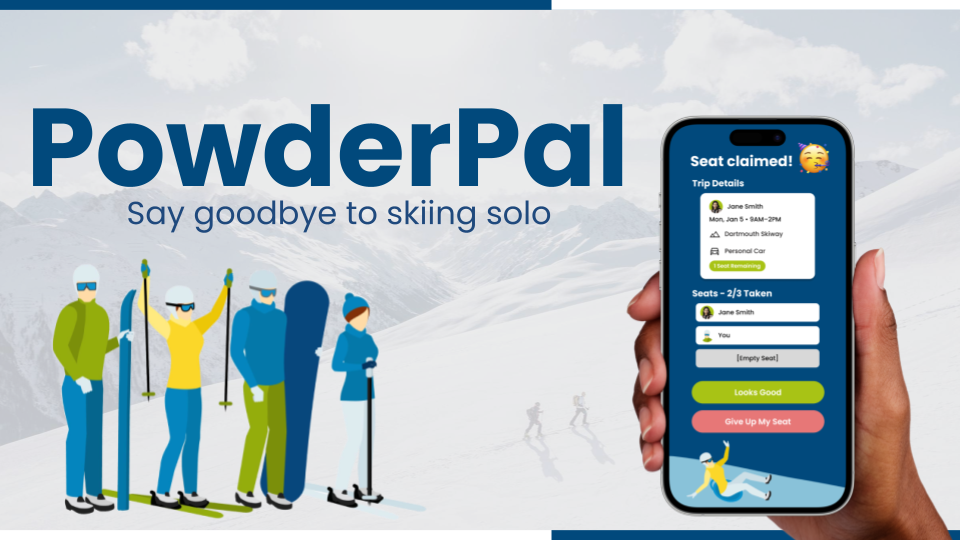 PowderPal
Say goodbye to skiing solo
Seat claimed!
Trip Details
Jane Smith
Mon, Jan 5 • 9AM–2PM
Dartmouth Skiway
Personal Car
1 Seat Remaining
Seats - 2/3 Taken
Jane Smith
You
[Empty Seat]
Looks Good
Give Up My Seat